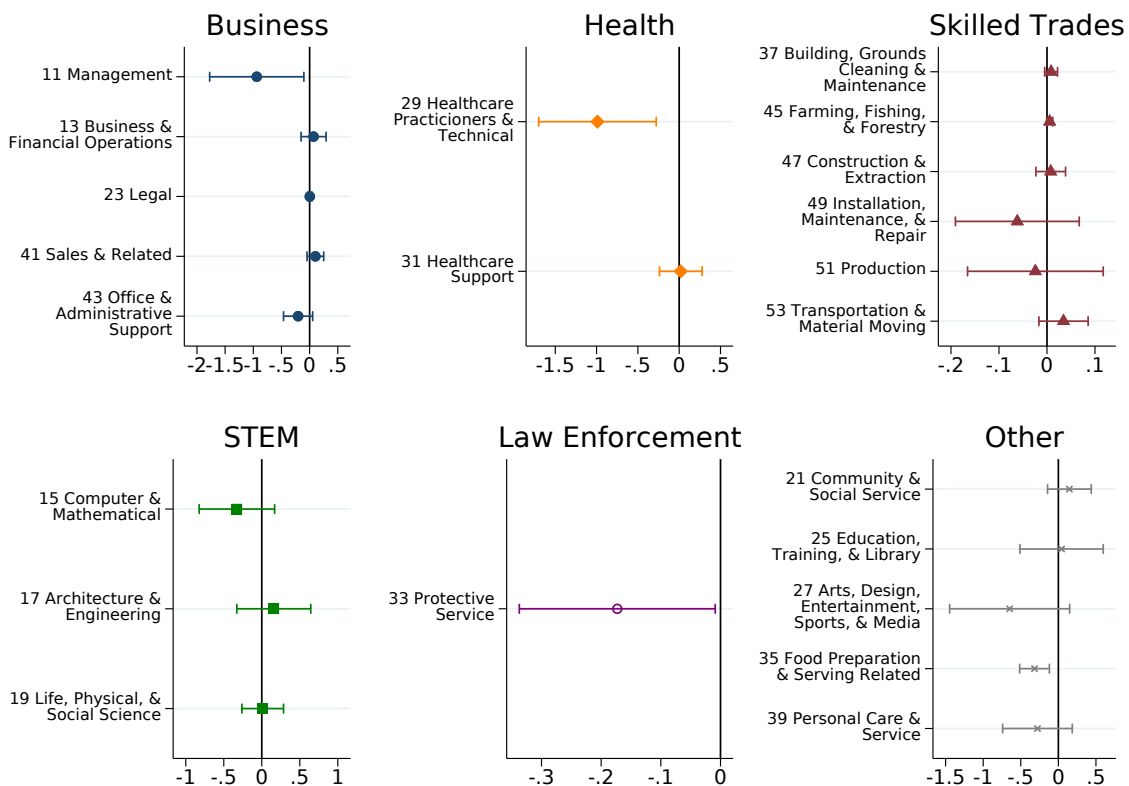 Business
11 Management
13 Business &
Financial Operations
23 Legal
41 Sales & Related
43 Office &
Administrative
Support
-2 -1.5 -1 -.5 0 .5
Health
29 Healthcare
Practicioners &
Technical
31 Healthcare
Support
-1.5 -1 -.5 0 .5
Skilled Trades
37 Building, Grounds
Cleaning &
Maintenance
45 Farming, Fishing,
& Forestry
47 Construction &
Extraction
49 Installation,
Maintenance, &
Repair
51 Production
53 Transportation &
Material Moving
-.2 -.1 0 .1
STEM
15 Computer &
Mathematical
17 Architecture &
Engineering
19 Life, Physical, &
Social Science
-1 -.5 0 .5 1
Law Enforcement
33 Protective
Service
-.3 -.2 -.1 0
Other
21 Community &
Social Service
25 Education,
Training, & Library
27 Arts, Design,
Entertainment,
Sports, & Media
35 Food Preparation
& Serving Related
39 Personal Care &
Service
-1.5 -1 -.5 0 .5